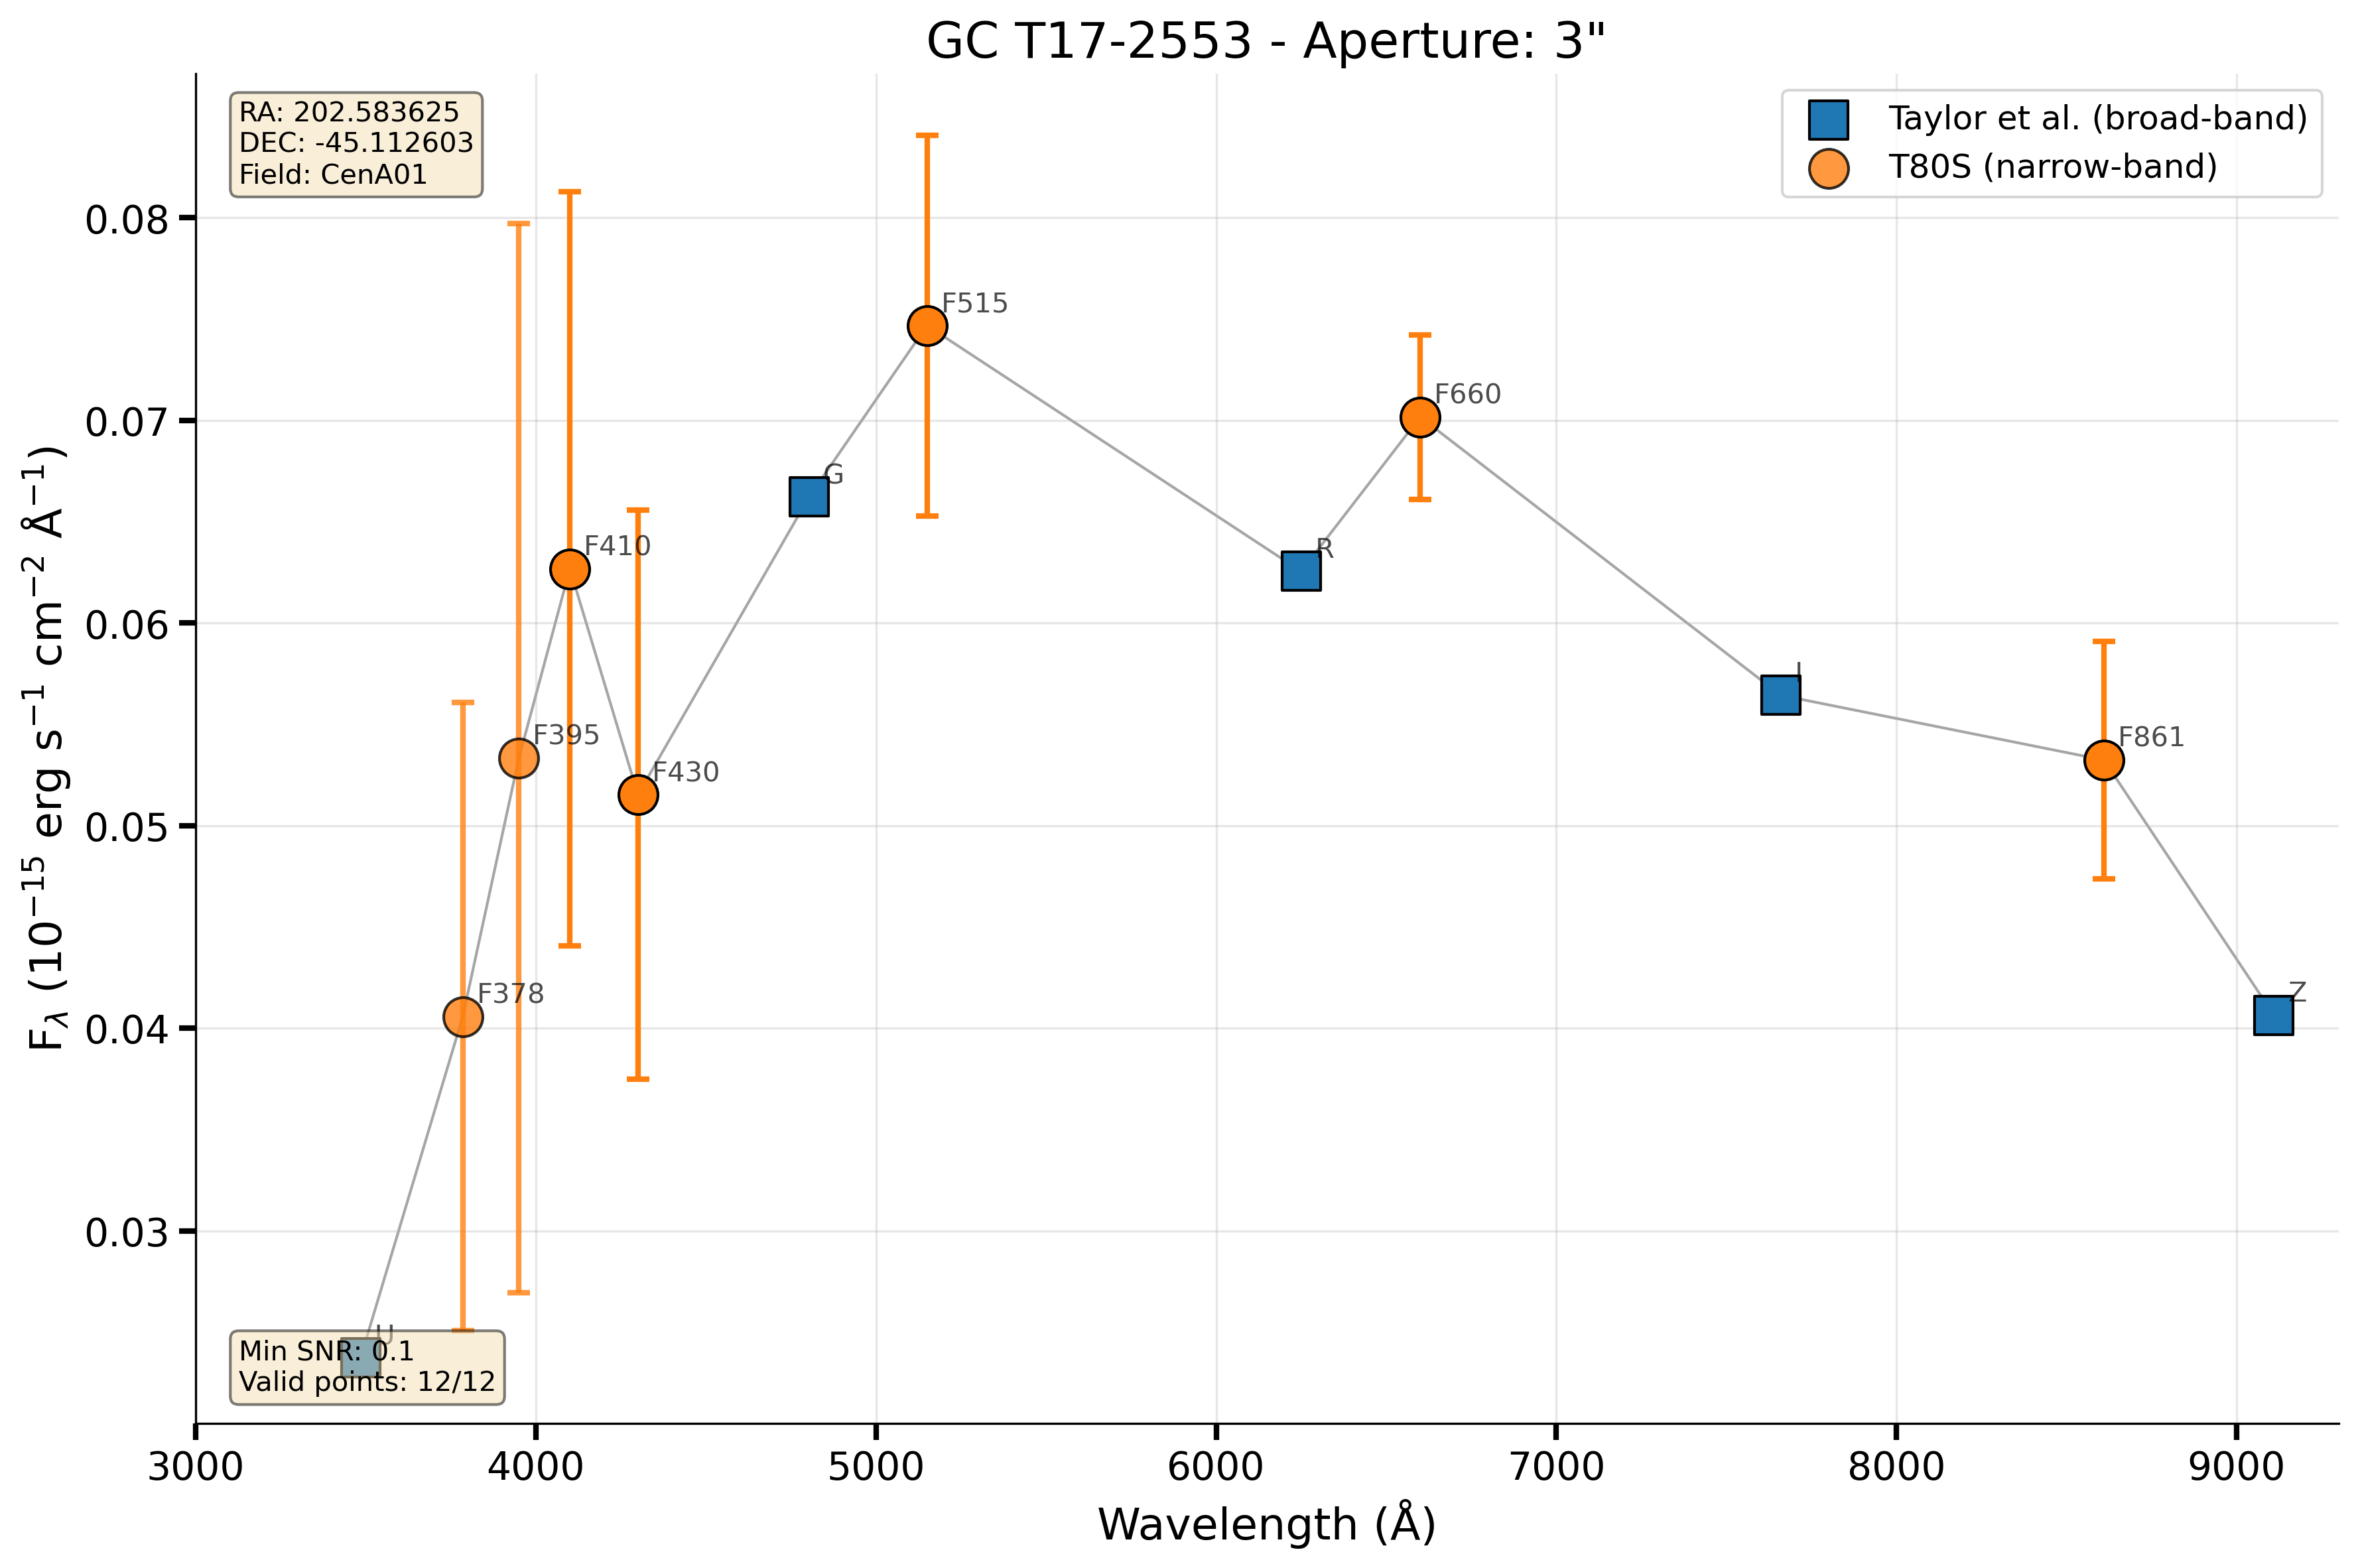 GC T17-2553 - Aperture: 3"
RA: 202.583625
DEC: -45.112603
Field: CenA01
Taylor et al. (broad-band)
T80S (narrow-band)
0.08
0.07
0.06
0.05
0.04
0.03
F515
F660
G
F410
R
F395
F430
I
F861
F378
Z
U
Min SNR: 0.1
Valid points: 12/12
3000 4000 5000 6000 7000 8000 9000
Wavelength (Å)
Fλ (10⁻¹⁵ erg s⁻¹ cm⁻² Å⁻¹)